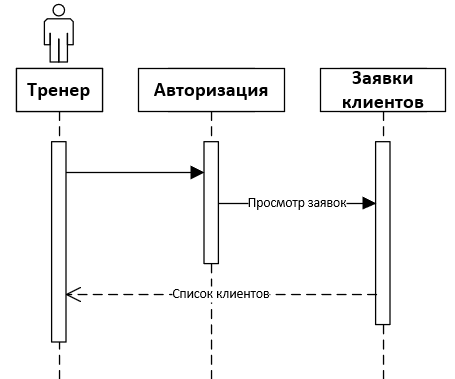 Тренер
Авторизация
Заявки
клиентов
Просмотр заявок
Список клиентов